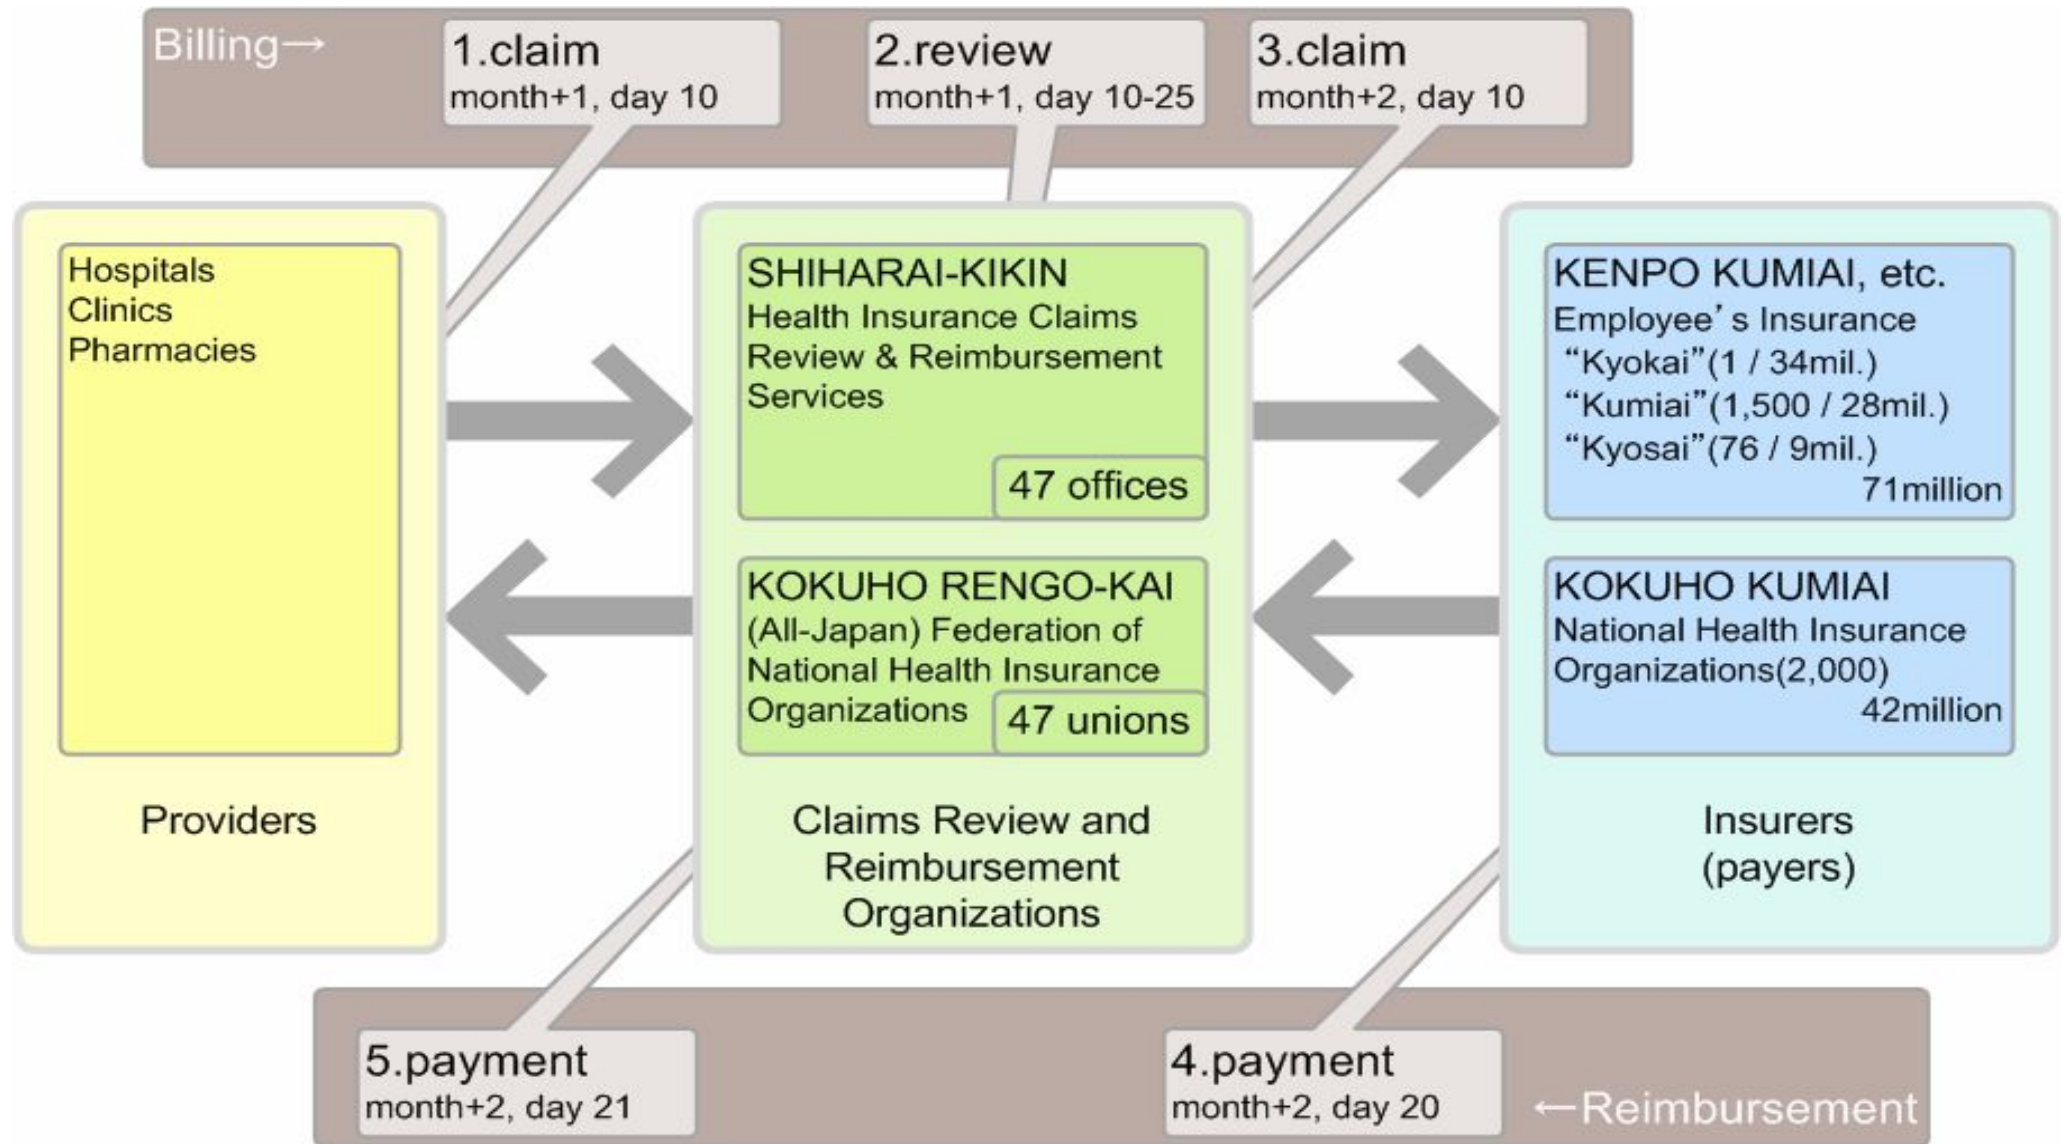 Billing→
1.claim
month+1, day 10
2.review
month+1, day 10-25
3.claim
month+2, day 10
Hospitals
Clinics
Pharmacies
Providers
SHIHARAI-KIKIN
Health Insurance Claims
Review & Reimbursement
Services
47 offices
KOKUHO RENGO-KAI
(All-Japan) Federation of
National Health Insurance
Organizations
47 unions
Claims Review and
Reimbursement
Organizations
KENPO KUMIAI, etc.
Employee’s Insurance
“Kyokai”(1 / 34mil.)
“Kumiai”(1,500 / 28mil.)
“Kyosai”(76 / 9mil.)
71million
KOKUHO KUMIAI
National Health Insurance
Organizations(2,000)
42million
Insurers
(payers)
5.payment
month+2, day 21
4.payment
month+2, day 20
←Reimbursement